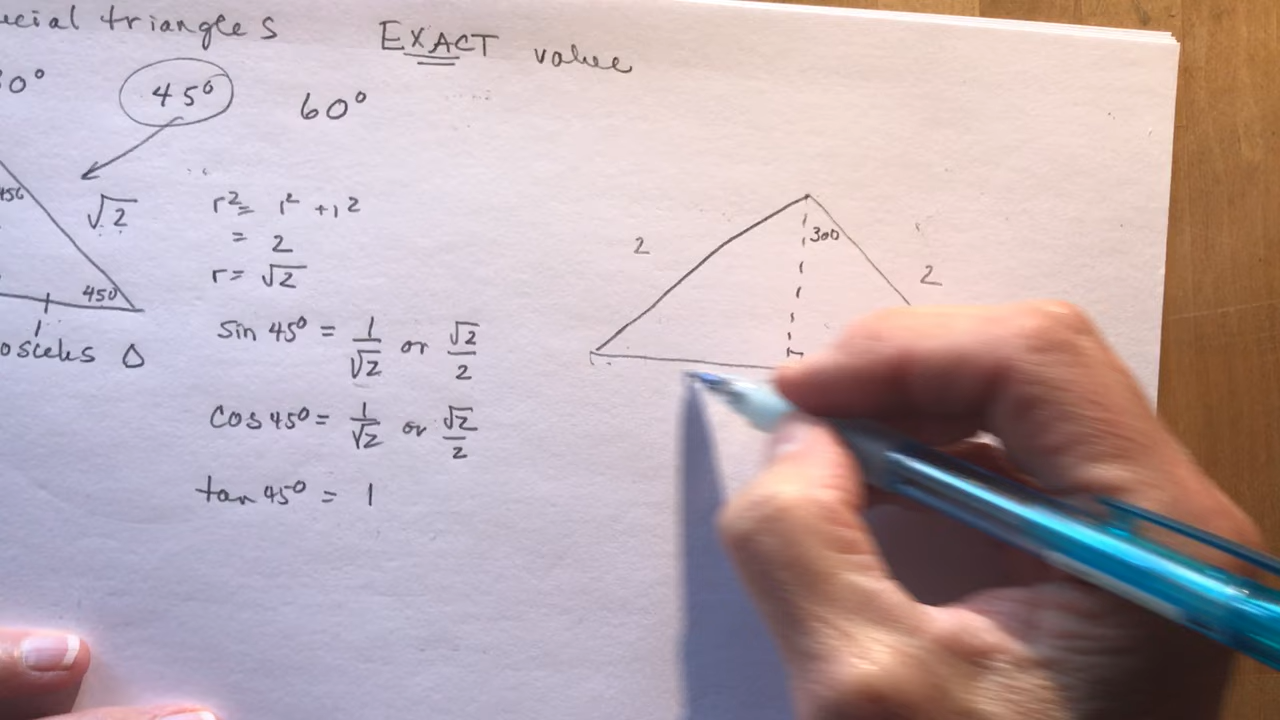 ecial triangles EXACT value
0° 45° 60°
45° √2
45°
1
osceles Δ
r² = 1² + 1²
= 2
r = √2
sin 45° = 1/√2 or √2/2
cos 45° = 1/√2 or √2/2
tan 45° = 1
2
30°
2